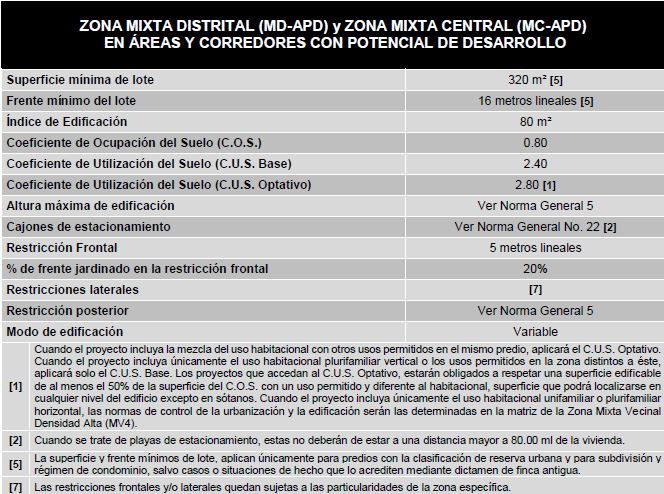 ZONA MIXTA DISTRITAL (MD-APD) y ZONA MIXTA CENTRAL (MC-APD)
EN ÁREAS Y CORREDORES CON POTENCIAL DE DESARROLLO
Superficie mínima de lote 320 m² [5]
Frente mínimo del lote 16 metros lineales [5]
Índice de Edificación 80 m²
Coeficiente de Ocupación del Suelo (C.O.S.) 0.80
Coeficiente de Utilización del Suelo (C.U.S. Base) 2.40
Coeficiente de Utilización del Suelo (C.U.S. Optativo) 2.80 [1]
Altura máxima de edificación Ver Norma General 5
Cajones de estacionamiento Ver Norma General No. 22 [2]
Restricción Frontal 5 metros lineales
% de frente jardinado en la restricción frontal 20%
Restricciones laterales [7]
Restricción posterior Ver Norma General 5
Modo de edificación Variable
[1] Cuando el proyecto incluya la mezcla del uso habitacional con otros usos permitidos en el mismo predio, aplicará el C.U.S. Optativo.
Cuando el proyecto incluya únicamente el uso habitacional plurifamiliar vertical o los usos permitidos en la zona distintos a éste,
aplicará solo el C.U.S. Base. Los proyectos que accedan al C.U.S. Optativo, estarán obligados a respetar una superficie edificable
de al menos el 50% de la superficie del C.O.S. con un uso permitido y diferente al habitacional, superficie que podrá localizarse en
cualquier nivel del edificio excepto en sótanos. Cuando el proyecto incluya únicamente el uso habitacional unifamiliar o plurifamiliar
horizontal, las normas de control de la urbanización y la edificación serán las determinadas en la matriz de la Zona Mixta Vecinal
Densidad Alta (MV4).
[2] Cuando se trate de playas de estacionamiento, estas no deberán de estar a una distancia mayor a 80.00 ml de la vivienda.
[5] La superficie y frente mínimos de lote, aplican únicamente para predios con la clasificación de reserva urbana y para subdivisión y
régimen de condominio, salvo casos o situaciones de hecho que lo acrediten mediante dictamen de finca antigua.
[7] Las restricciones frontales y/o laterales quedan sujetas a las particularidades de la zona específica.